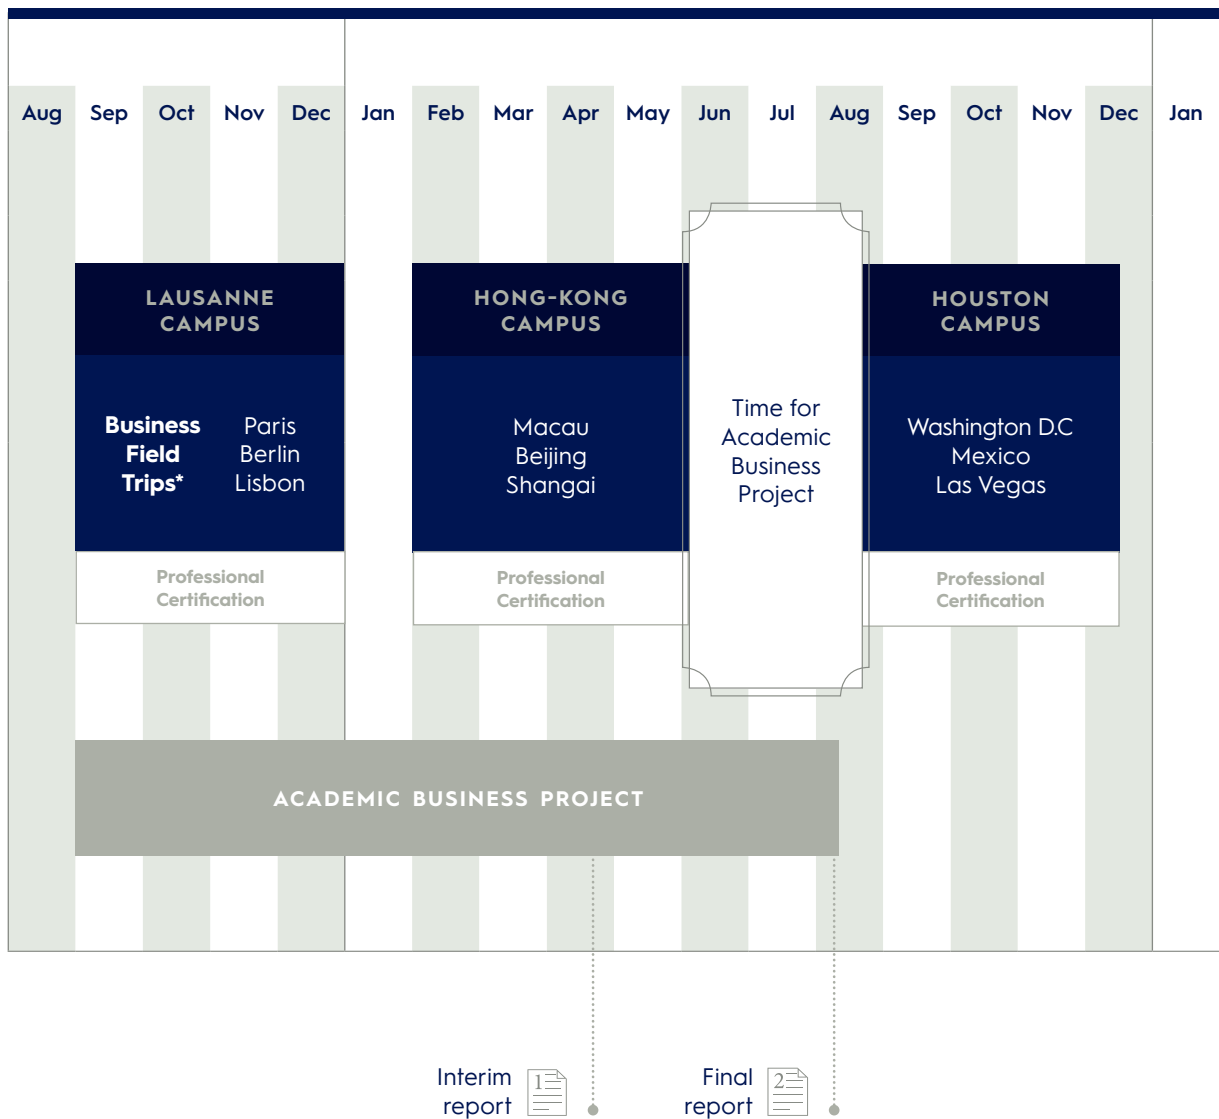 Aug Sep Oct Nov Dec Jan Feb Mar Apr May Jun Jul Aug Sep Oct Nov Dec Jan
LAUSANNE
CAMPUS
Business
Field
Trips*
Paris
Berlin
Lisbon
Professional
Certification
HONG-KONG
CAMPUS
Macau
Beijing
Shangai
Professional
Certification
Time for
Academic
Business
Project
HOUSTON
CAMPUS
Washington D.C
Mexico
Las Vegas
Professional
Certification
ACADEMIC BUSINESS PROJECT
Interim
report
1
Final
report
2